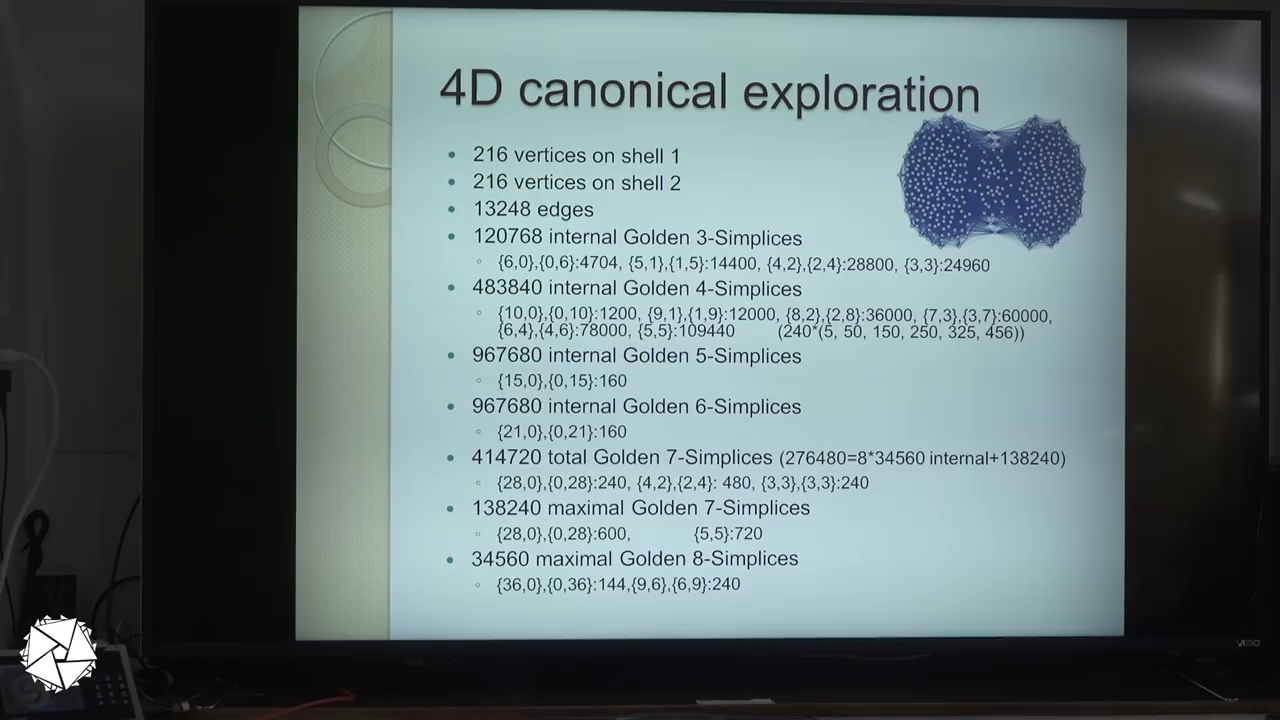 4D canonical exploration
216 vertices on shell 1
216 vertices on shell 2
13248 edges
120768 internal Golden 3-Simplices
{6,0},{0,6}:4704, {5,1},{1,5}:14400, {4,2},{2,4}:28800, {3,3}:24960
483840 internal Golden 4-Simplices
{10,0},{0,10}:1200, {9,1},{1,9}:12000, {8,2},{2,8}:36000, {7,3},{3,7}:60000,
{6,4},{4,6}:78000, {5,5}:109440 (240*(5, 50, 150, 250, 325, 456))
967680 internal Golden 5-Simplices
{15,0},{0,15}:160
967680 internal Golden 6-Simplices
{21,0},{0,21}:160
414720 total Golden 7-Simplices (276480=8*34560 internal+138240)
{28,0},{0,28}:240, {4,2},{2,4}: 480, {3,3},{3,3}:240
138240 maximal Golden 7-Simplices
{28,0},{0,28}:600, {5,5}:720
34560 maximal Golden 8-Simplices
{36,0},{0,36}:144,{9,6},{6,9}:240
VIZIO